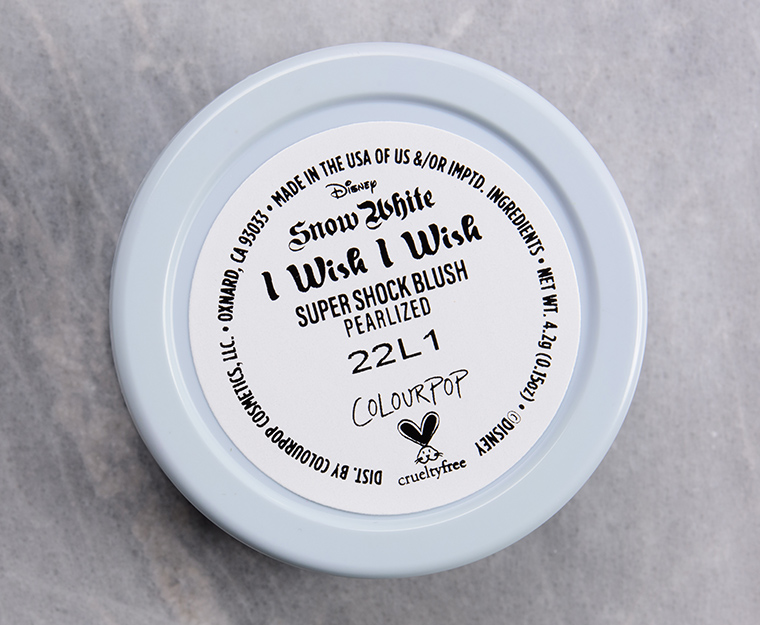 DIST. BY COLOURPOP COSMETICS, LLC. • OXNARD, CA 93033 • MADE IN THE USA OF US &/OR IMPTD. INGREDIENTS • NET WT. 4.2g (0.15oz) • ©DISNEY
Disney
Snow White
I Wish I Wish
SUPER SHOCK BLUSH
PEARLIZED
22L1
COLOURPOP
crueltyfree